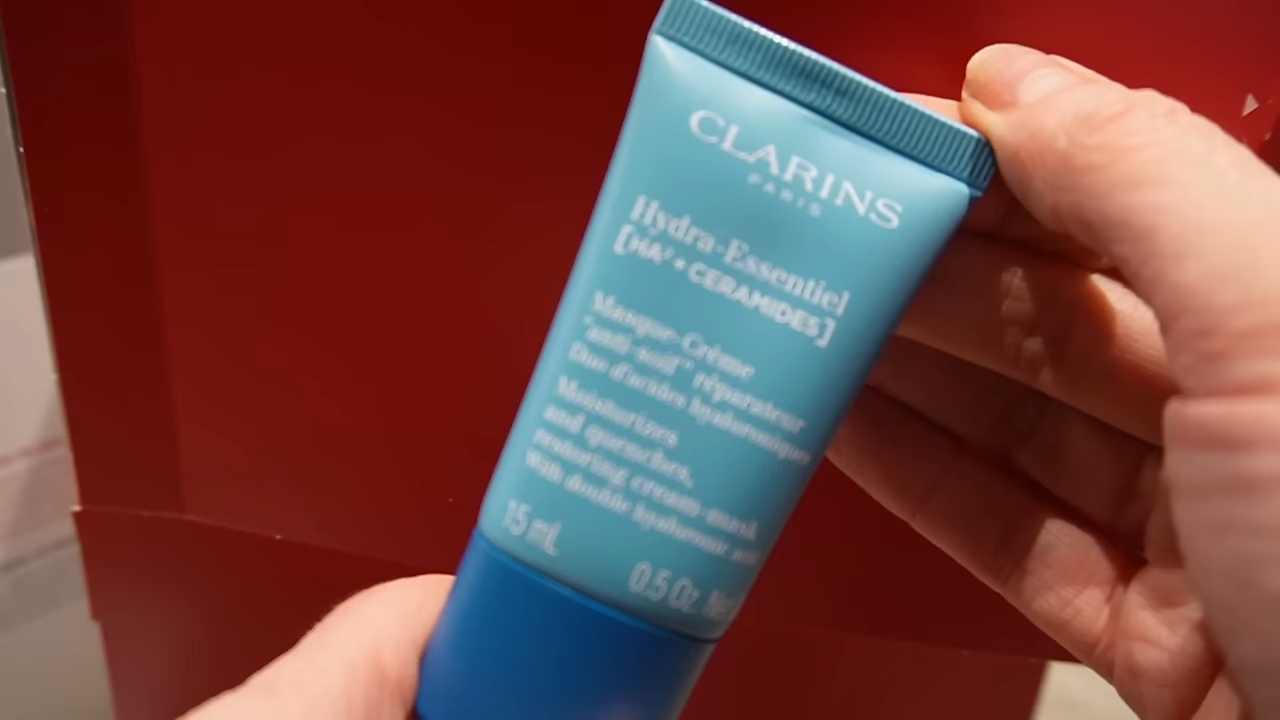 CLARINS
PARIS
Hydra-Essentiel
[HA² + CERAMIDES]
Masque-Crème
"anti-soif" réparateur
Duo d'acides hyaluroniques
Moisturizes
and quenches,
restoring cream-mask
With double hyaluronic acid
15 mL
0.5 Oz.